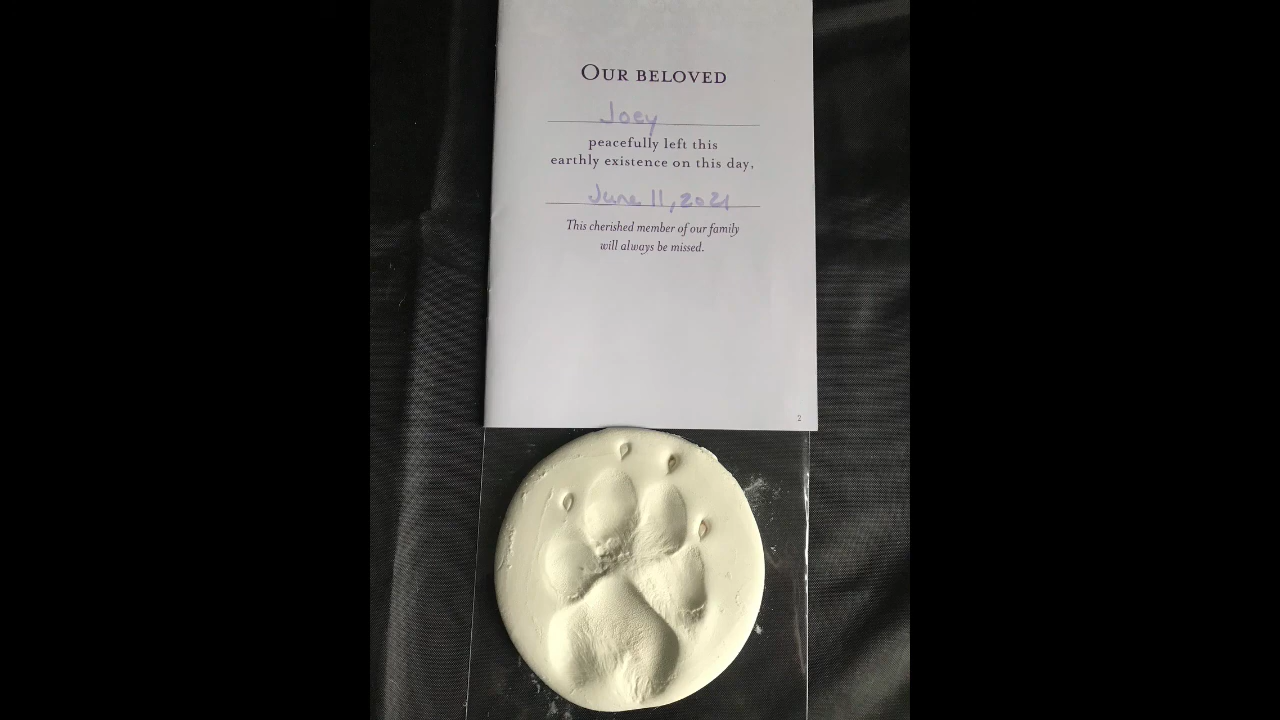 OUR BELOVED
Joey
peacefully left this
earthly existence on this day,
June 11, 2021
This cherished member of our family
will always be missed.
2